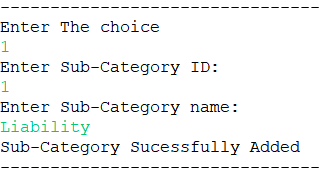 --------------------------------
Enter The choice
1
Enter Sub-Category ID:
1
Enter Sub-Category name:
Liability
Sub-Category Sucessfully Added
--------------------------------